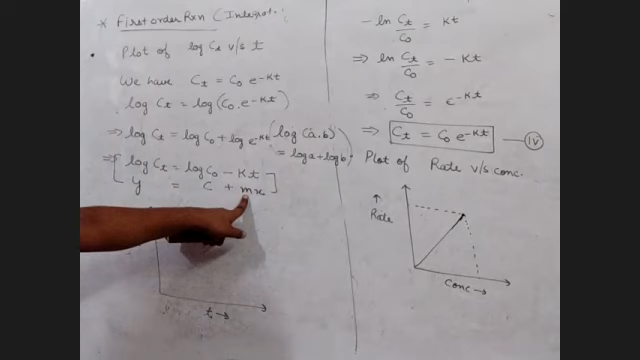 * First order Rxn (Integrat
Plot of log Ct v/s t
We have Ct = C0 e-Kt
log Ct = log (C0 . e-Kt)
⇒ log Ct = log C0 + log e-Kt (log (a.b) = loga + logb)
⇒ [log Ct = log C0 - Kt
y = C + mx]
t →
-ln Ct/C0 = Kt
⇒ ln Ct/C0 = - Kt
⇒ Ct/C0 = e-Kt
⇒ Ct = C0 e-Kt — IV
Plot of Rate v/s conc.
↑ Rate
Conc →